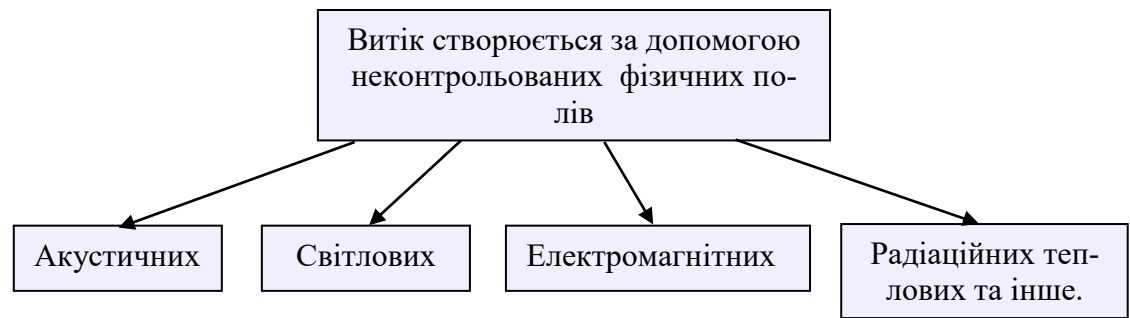 Витік створюється за допомогою
неконтрольованих фізичних по-
лів
Акустичних
Світлових
Електромагнітних
Радіаційних теп-
лових та інше.